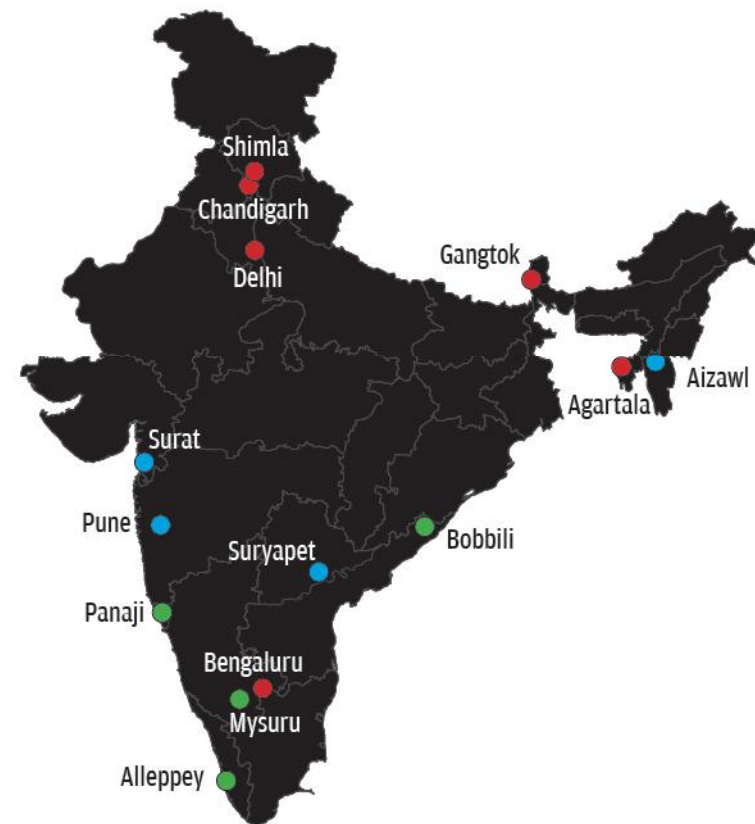 Shimla
Chandigarh
Delhi
Gangtok
Agartala
Aizawl
Surat
Pune
Suryapet
Bobbili
Panaji
Bengaluru
Mysuru
Alleppey